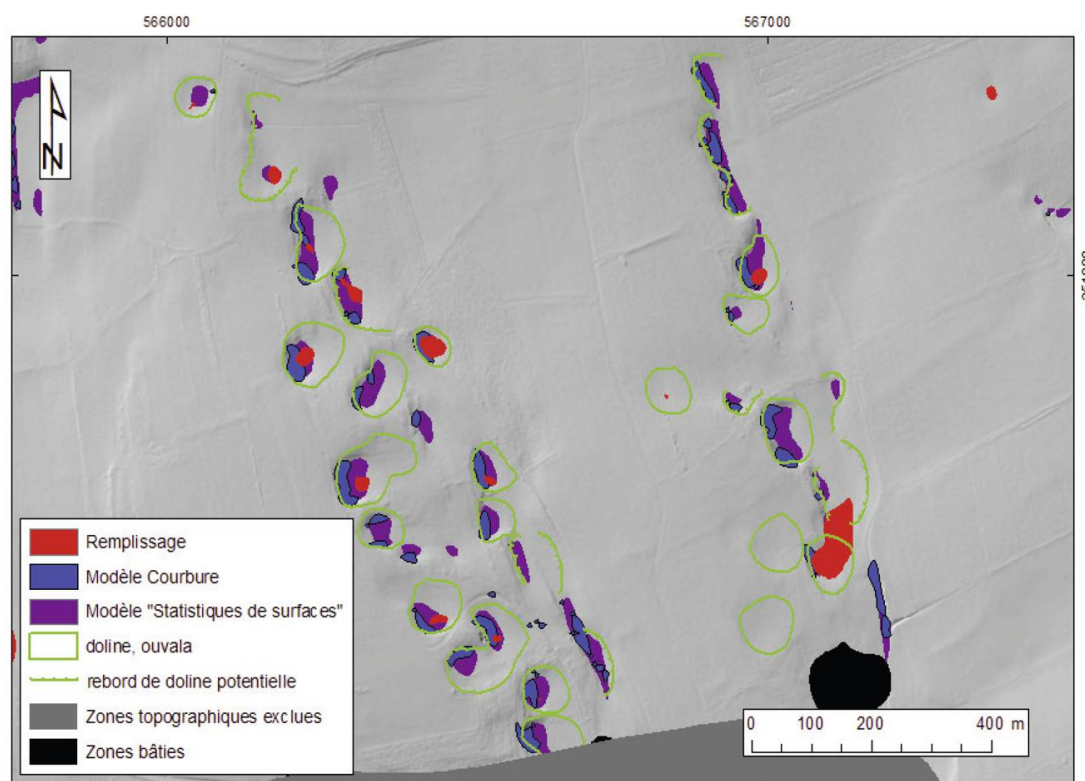 566000
567000
N
251000
Remplissage
Modèle Courbure
Modèle "Statistiques de surfaces"
doline, ouvala
rebord de doline potentielle
Zones topographiques exclues
Zones bâties
0 100 200 400 m